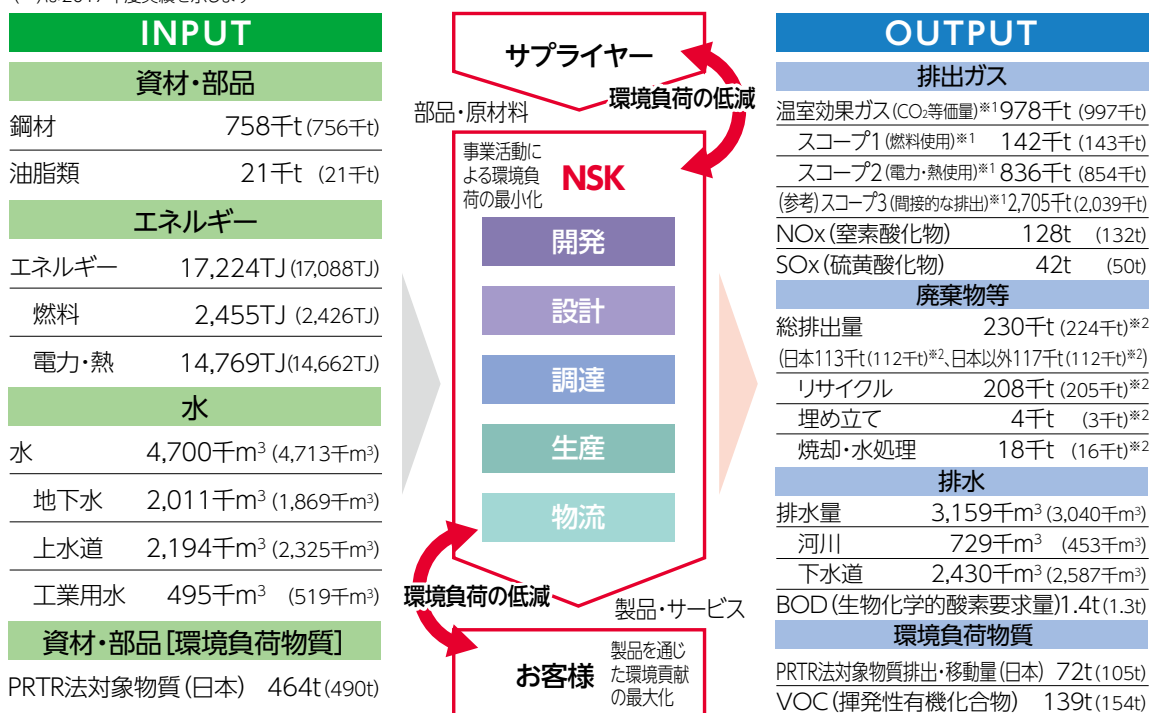 INPUT
資材・部品
鋼材 758千t (756千t)
油脂類 21千t (21千t)
エネルギー
エネルギー 17,224TJ (17,088TJ)
燃料 2,455TJ (2,426TJ)
電力・熱 14,769TJ (14,662TJ)
水
水 4,700千m³ (4,713千m³)
地下水 2,011千m³ (1,869千m³)
上水道 2,194千m³ (2,325千m³)
工業用水 495千m³ (519千m³)
資材・部品 [環境負荷物質]
PRTR法対象物質(日本) 464t (490t)
サプライヤー
環境負荷の低減
部品・原材料
事業活動に
よる環境負
荷の最小化
NSK
開発
設計
調達
生産
物流
環境負荷の低減
製品・サービス
お客様
製品を通じ
た環境貢献
の最大化
OUTPUT
排出ガス
温室効果ガス(CO₂等価量)※1 978千t (997千t)
スコープ1(燃料使用)※1 142千t (143千t)
スコープ2(電力・熱使用)※1 836千t (854千t)
(参考)スコープ3(間接的な排出)※1 2,705千t (2,039千t)
NOx(窒素酸化物) 128t (132t)
SOx(硫黄酸化物) 42t (50t)
廃棄物等
総排出量 230千t (224千t)※2
(日本113千t(112千t)※2、日本以外117千t(112千t)※2)
リサイクル 208千t (205千t)※2
埋め立て 4千t (3千t)※2
焼却・水処理 18千t (16千t)※2
排水
排水量 3,159千m³ (3,040千m³)
河川 729千m³ (453千m³)
下水道 2,430千m³ (2,587千m³)
BOD(生物化学的酸素要求量) 1.4t (1.3t)
環境負荷物質
PRTR法対象物質排出・移動量(日本) 72t (105t)
VOC(揮発性有機化合物) 139t (154t)